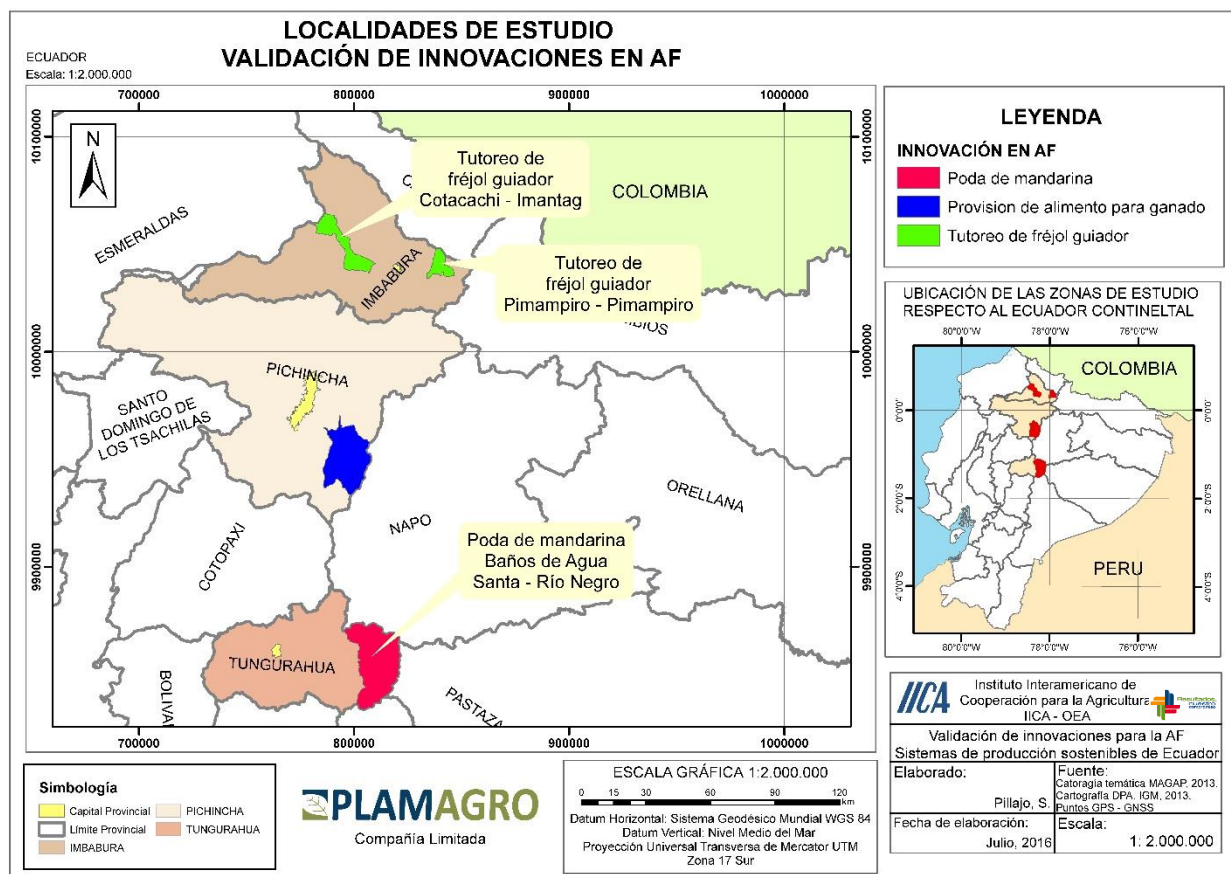 LOCALIDADES DE ESTUDIO
VALIDACIÓN DE INNOVACIONES EN AF
ECUADOR
Escala: 1:2.000.000
700000
800000
900000
1000000
10100000
10000000
9900000
10100000
10000000
9900000
N
Tutoreo de
fréjol guiador
Cotacachi - Imantag
COLOMBIA
ESMERALDAS
IMBABURA
Tutoreo de
fréjol guiador
Pimampiro - Pimampiro
BIOS
PICHINCHA
SANTO
DOMINGO DE
LOS TSACHILAS
ORELLANA
NAPO
COTOPAXI
Poda de mandarina
Baños de Agua
Santa - Río Negro
TUNGURAHUA
BOLIVAR
PASTAZA
700000
800000
900000
1000000
LEYENDA
INNOVACIÓN EN AF
Poda de mandarina
Provision de alimento para ganado
Tutoreo de fréjol guiador
UBICACIÓN DE LAS ZONAS DE ESTUDIO
RESPECTO AL ECUADOR CONTINELTAL
80°0'0"W
78°0'0"W
76°0'0"W
COLOMBIA
0°0'0"
0°0'0"
2°0'0"S
2°0'0"S
4°0'0"S
4°0'0"S
PERU
80°0'0"W
78°0'0"W
76°0'0"W
IICA
Instituto Interamericano de
Cooperación para la Agricultura
IICA - OEA
Validación de innovaciones para la AF
Sistemas de producción sostenibles de Ecuador
Elaborado:
Pillajo, S.
Fuente:
Catoragia temática MAGAP, 2013.
Cartografía DPA. IGM, 2013.
Puntos GPS - GNSS
Fecha de elaboración:
Julio, 2016
Escala:
1: 2.000.000
Simbología
Capital Provincial
Límite Provincial
IMBABURA
PICHINCHA
TUNGURAHUA
PLAMAGRO
Compañía Limitada
ESCALA GRÁFICA 1:2.000.000
0 15 30 60 90 120
km
Datum Horizontal: Sistema Geodésico Mundial WGS 84
Datum Vertical: Nivel Medio del Mar
Proyección Universal Transversa de Mercator UTM
Zona 17 Sur